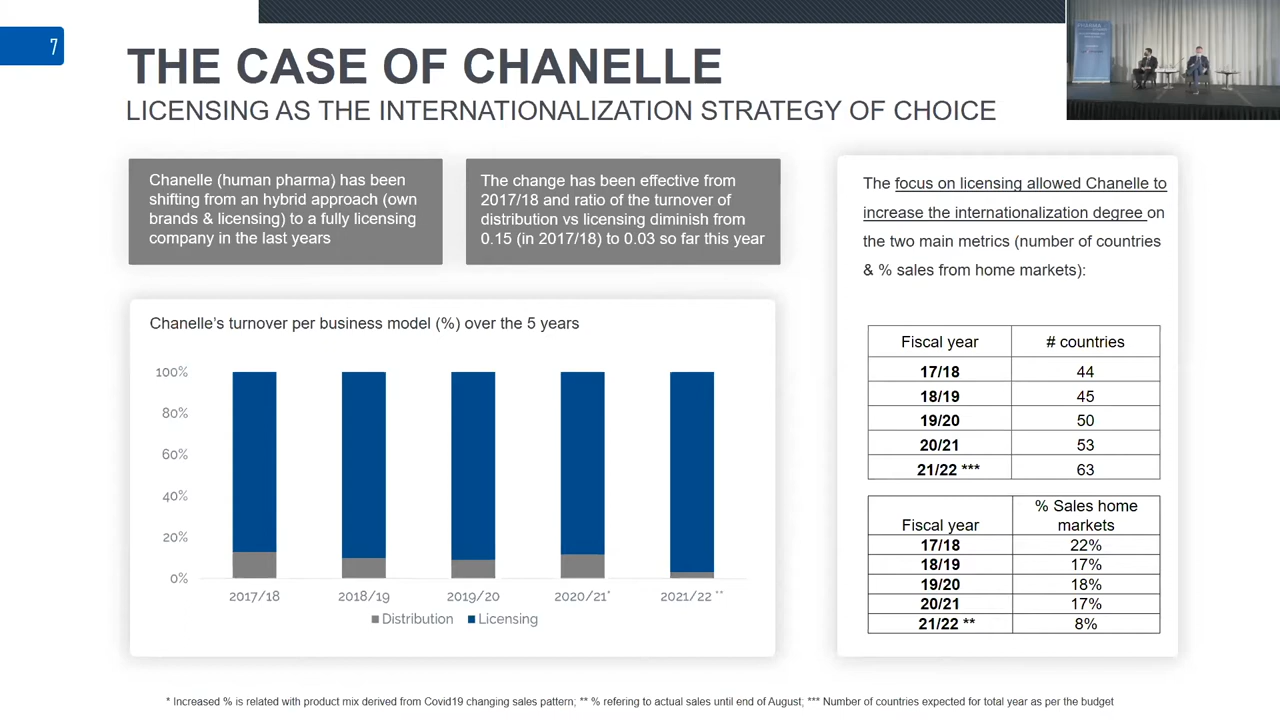 7
THE CASE OF CHANELLE
LICENSING AS THE INTERNATIONALIZATION STRATEGY OF CHOICE
Chanelle (human pharma) has been
shifting from an hybrid approach (own
brands & licensing) to a fully licensing
company in the last years
The change has been effective from
2017/18 and ratio of the turnover of
distribution vs licensing diminish from
0.15 (in 2017/18) to 0.03 so far this year
Chanelle’s turnover per business model (%) over the 5 years
100%
80%
60%
40%
20%
0%
2017/18 2018/19 2019/20 2020/21* 2021/22 **
Distribution Licensing
The focus on licensing allowed Chanelle to
increase the internationalization degree on
the two main metrics (number of countries
& % sales from home markets):
Fiscal year # countries
17/18 44
18/19 45
19/20 50
20/21 53
21/22 *** 63
% Sales home
Fiscal year markets
17/18 22%
18/19 17%
19/20 18%
20/21 17%
21/22 ** 8%
* Increased % is related with product mix derived from Covid19 changing sales pattern; ** % refering to actual sales until end of August; *** Number of countries expected for total year as per the budget